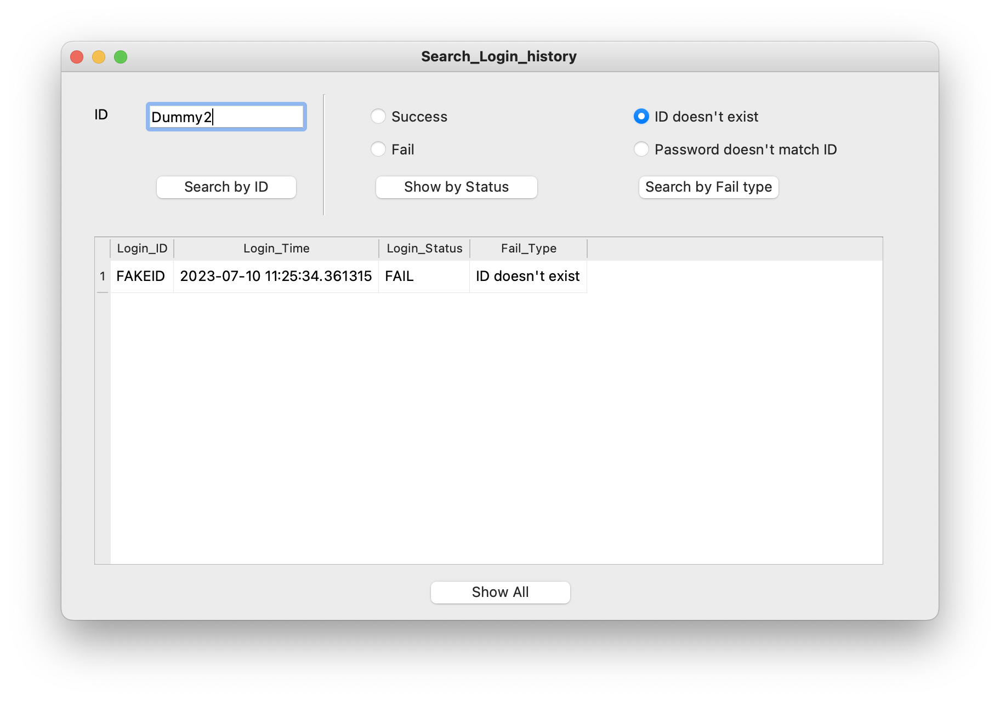 Search_Login_history
ID
Dummy2
Success
ID doesn't exist
Fail
Password doesn't match ID
Search by ID
Show by Status
Search by Fail type
Login_ID Login_Time Login_Status Fail_Type
1 FAKEID 2023-07-10 11:25:34.361315 FAIL ID doesn't exist
Show All